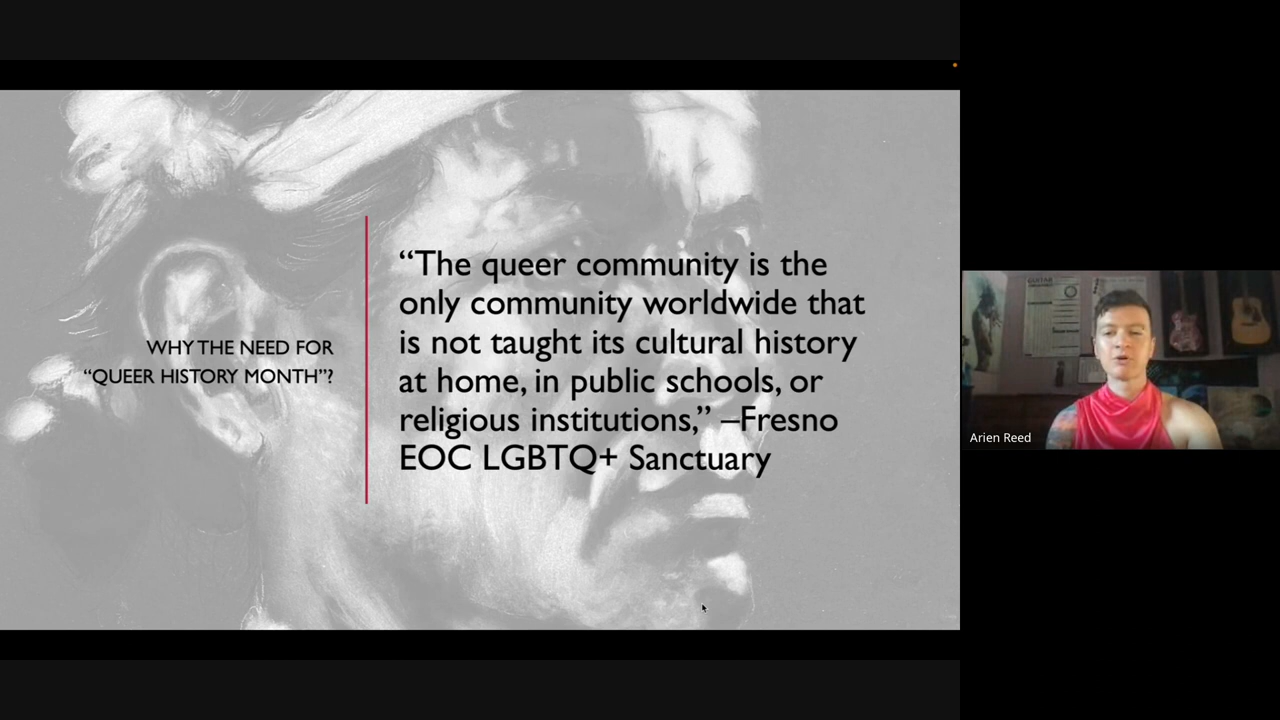 WHY THE NEED FOR
“QUEER HISTORY MONTH”?
“The queer community is the
only community worldwide that
is not taught its cultural history
at home, in public schools, or
religious institutions,” –Fresno
EOC LGBTQ+ Sanctuary
Arien Reed